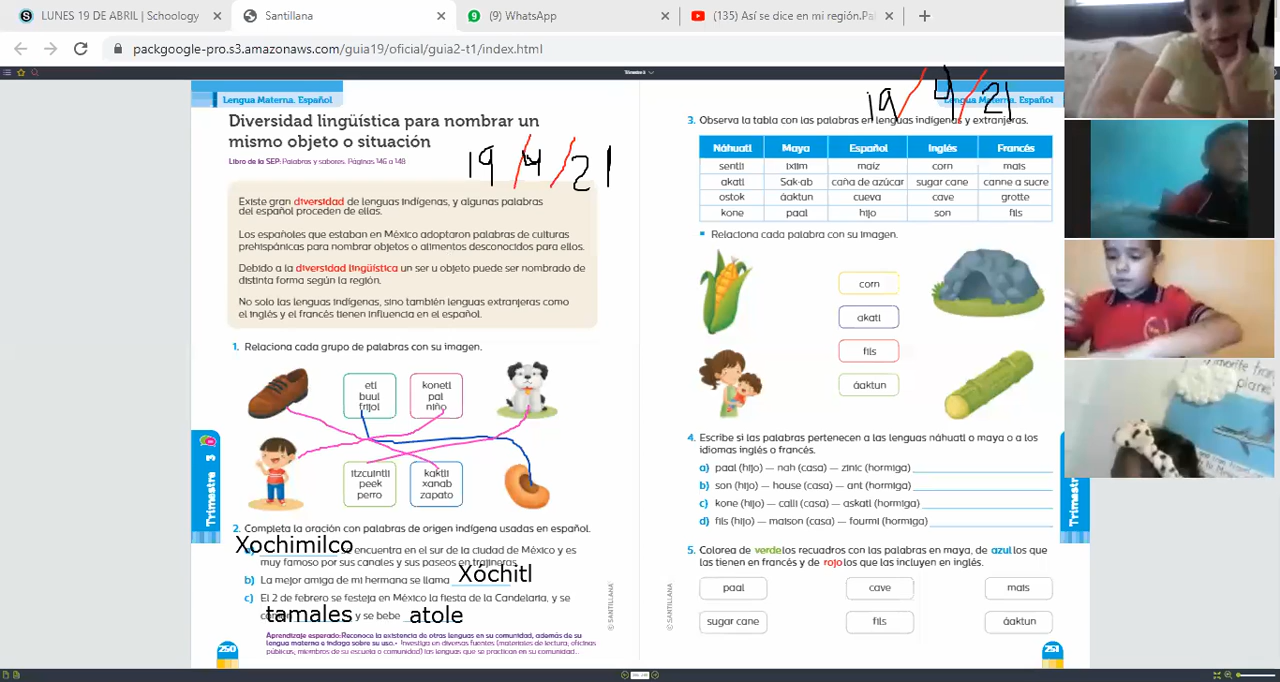 LUNES 19 DE ABRIL | Schoology
Santillana
(9) WhatsApp
(135) Así se dice en mi región.Pa
packgoogle-pro.s3.amazonaws.com/guia19/oficial/guia2-t1/index.html
Lengua Materna. Español
Diversidad lingüística para nombrar un
mismo objeto o situación
Libro de la SEP: Palabras y sabores. Páginas 146 a 148
19/4/21
Existe gran diversidad de lenguas indígenas, y algunas palabras
del español proceden de ellas.
Los españoles que estaban en México adoptaron palabras de culturas
prehispánicas para nombrar objetos o alimentos desconocidos para ellos.
Debido a la diversidad lingüística un ser u objeto puede ser nombrado de
distinta forma según la región.
No solo las lenguas indígenas, sino también lenguas extranjeras como
el inglés y el francés tienen influencia en el español.
1. Relaciona cada grupo de palabras con su imagen.
etl
buul
frijol
konetl
pal
niño
itzcuintli
peek
perro
kaktli
xanab
zapato
Trimestre 3
2. Completa la oración con palabras de origen indígena usadas en español.
a) Xochimilco se encuentra en el sur de la ciudad de México y es
muy famoso por sus canales y sus paseos en trajineras.
b) La mejor amiga de mi hermana se llama Xóchitl
c) El 2 de febrero se festeja en México la fiesta de la Candelaria, y se
comen tamales y se bebe atole
Aprendizaje esperado: Reconoce la existencia de otras lenguas en su comunidad, además de su
lengua materna e indaga sobre su uso.
250
© SANTILLANA
Lengua Materna. Español
19/4/21
3. Observa la tabla con las palabras en lenguas indígenas y extranjeras.
Náhuatl Maya Español Inglés Francés
sentli ixiim maíz corn maïs
akatl Sak-ab caña de azúcar sugar cane canne a sucre
ostok áaktun cueva cave grotte
kone paal hijo son fils
Relaciona cada palabra con su imagen.
corn
akatl
fils
áaktun
4. Escribe si las palabras pertenecen a las lenguas náhuatl o maya o a los
idiomas inglés o francés.
a) paal (hijo) — nah (casa) — zinic (hormiga)
b) son (hijo) — house (casa) — ant (hormiga)
c) kone (hijo) — calli (casa) — askatl (hormiga)
d) fils (hijo) — maison (casa) — fourmi (hormiga)
5. Colorea de verde los recuadros con las palabras en maya, de azul los que
las tienen en francés y de rojo los que las incluyen en inglés.
paal cave maïs
sugar cane fils áaktun
© SANTILLANA
251
Trimestre